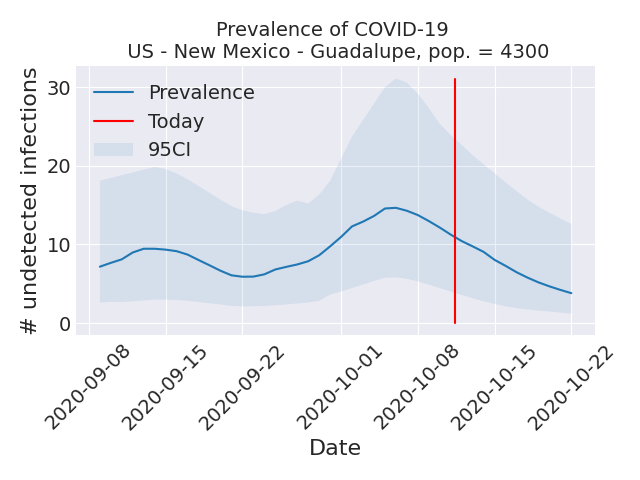 Prevalence of COVID-19
US - New Mexico - Guadalupe, pop. = 4300
# undetected infections
30
20
10
0
Prevalence
Today
95CI
2020-09-08
2020-09-15
2020-09-22
2020-10-01
2020-10-08
2020-10-15
2020-10-22
Date